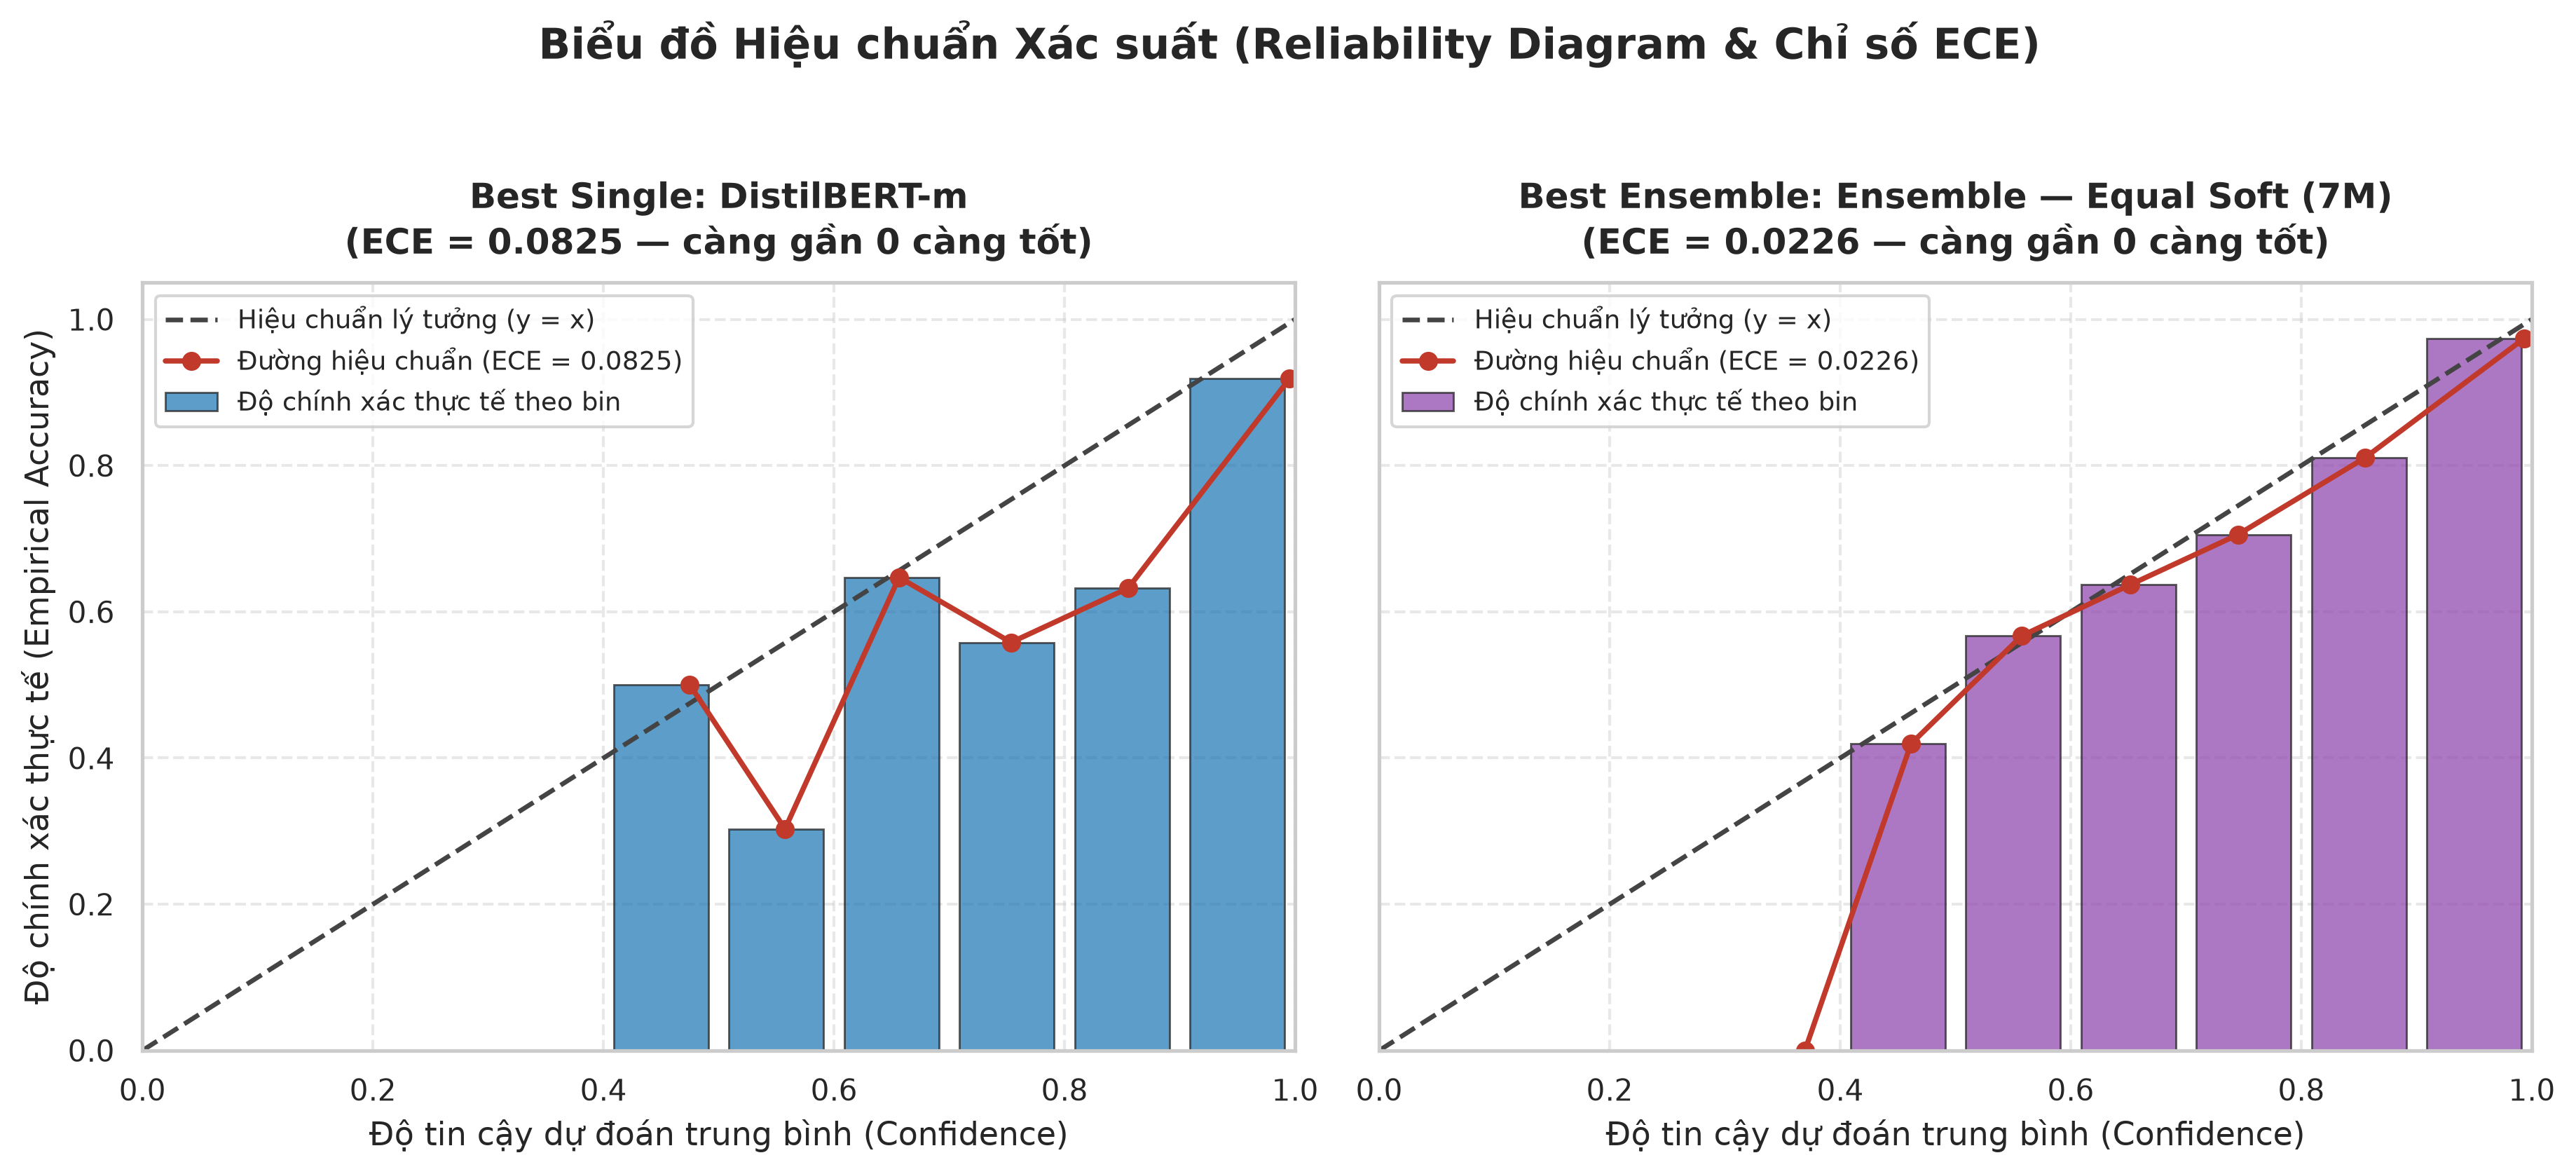 Biểu đồ Hiệu chuẩn Xác suất (Reliability Diagram & Chỉ số ECE)
Best Single: DistilBERT-m
(ECE = 0.0825 — càng gần 0 càng tốt)
Hiệu chuẩn lý tưởng (y = x)
Đường hiệu chuẩn (ECE = 0.0825)
Độ chính xác thực tế theo bin
Độ chính xác thực tế (Empirical Accuracy)
1.0
0.8
0.6
0.4
0.2
0.0
0.0 0.2 0.4 0.6 0.8 1.0
Độ tin cậy dự đoán trung bình (Confidence)
Best Ensemble: Ensemble — Equal Soft (7M)
(ECE = 0.0226 — càng gần 0 càng tốt)
Hiệu chuẩn lý tưởng (y = x)
Đường hiệu chuẩn (ECE = 0.0226)
Độ chính xác thực tế theo bin
0.0 0.2 0.4 0.6 0.8 1.0
Độ tin cậy dự đoán trung bình (Confidence)